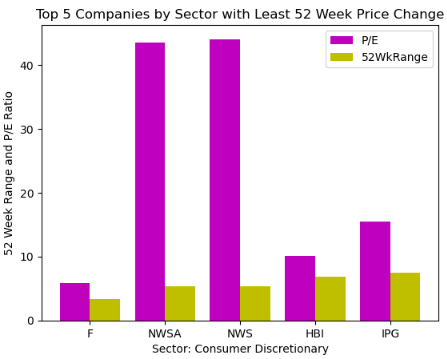 Top 5 Companies by Sector with Least 52 Week Price Change
P/E
52WkRange
52 Week Range and P/E Ratio
40
30
20
10
0
F NWSA NWS HBI IPG
Sector: Consumer Discretionary